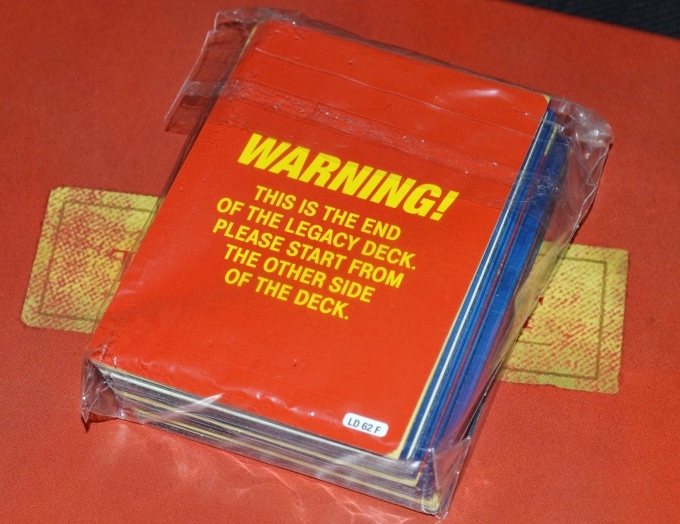 WARNING!
THIS IS THE END
OF THE LEGACY DECK.
PLEASE START FROM
THE OTHER SIDE
OF THE DECK.
LD 62 F